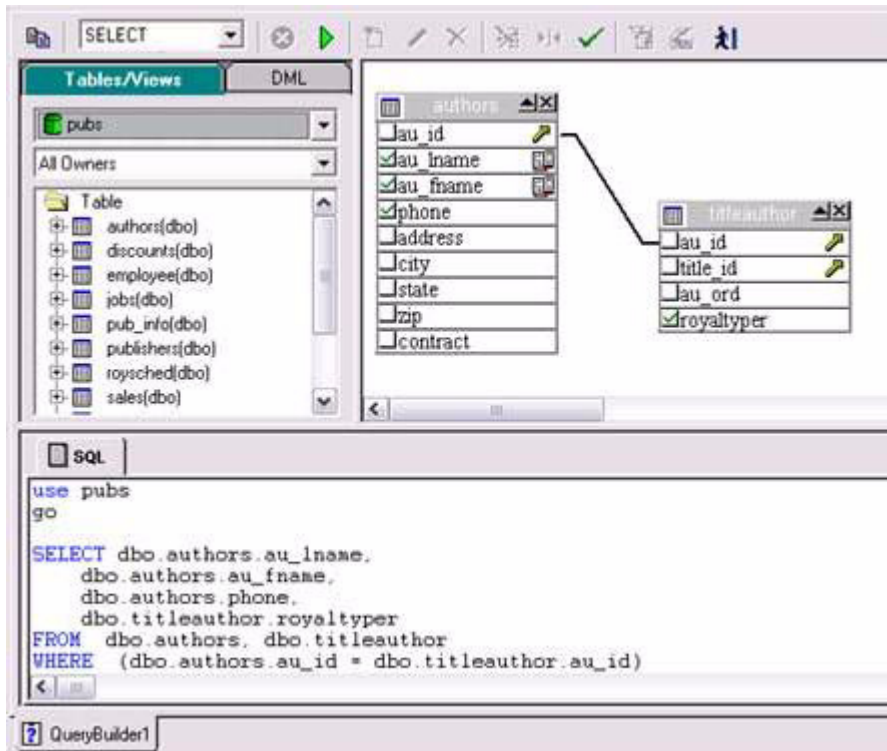 SELECT
Tables/Views
DML
pubs
All Owners
Table
authors(dbo)
discounts(dbo)
employee(dbo)
jobs(dbo)
pub_info(dbo)
publishers(dbo)
roysched(dbo)
sales(dbo)
authors
au_id
au_lname
au_fname
phone
address
city
state
zip
contract
titleauthor
au_id
title_id
au_ord
royaltyper
SQL
use pubs
go
SELECT dbo.authors.au_lname,
dbo.authors.au_fname,
dbo.authors.phone,
dbo.titleauthor.royaltyper
FROM dbo.authors, dbo.titleauthor
WHERE (dbo.authors.au_id = dbo.titleauthor.au_id)
QueryBuilder1